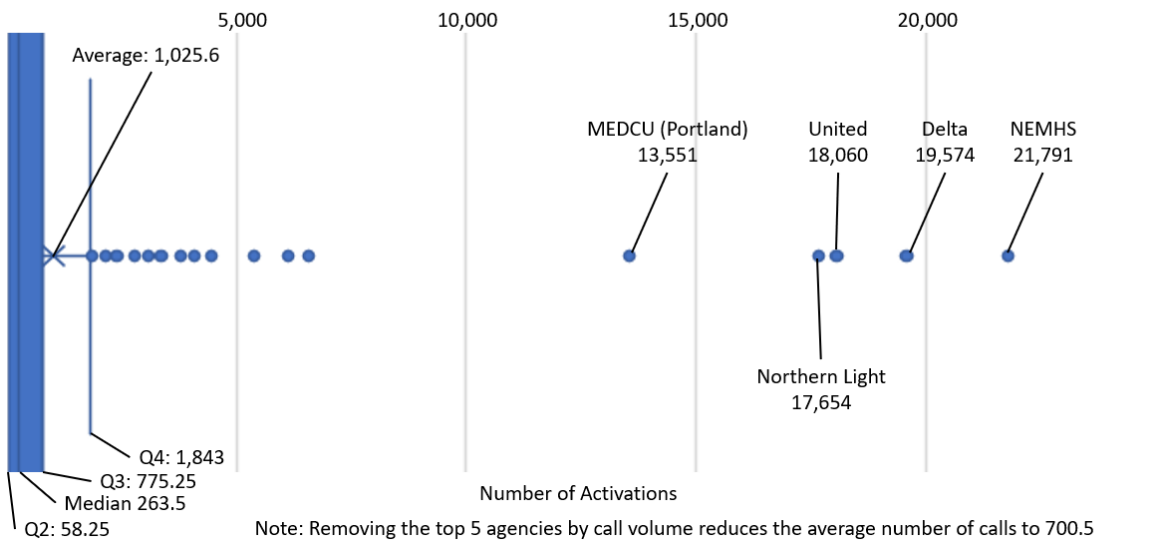 5,000
10,000
15,000
20,000
Average: 1,025.6
MEDCU (Portland)
13,551
United
18,060
Delta
19,574
NEMHS
21,791
Northern Light
17,654
Q4: 1,843
Q3: 775.25
Median 263.5
Q2: 58.25
Number of Activations
Note: Removing the top 5 agencies by call volume reduces the average number of calls to 700.5